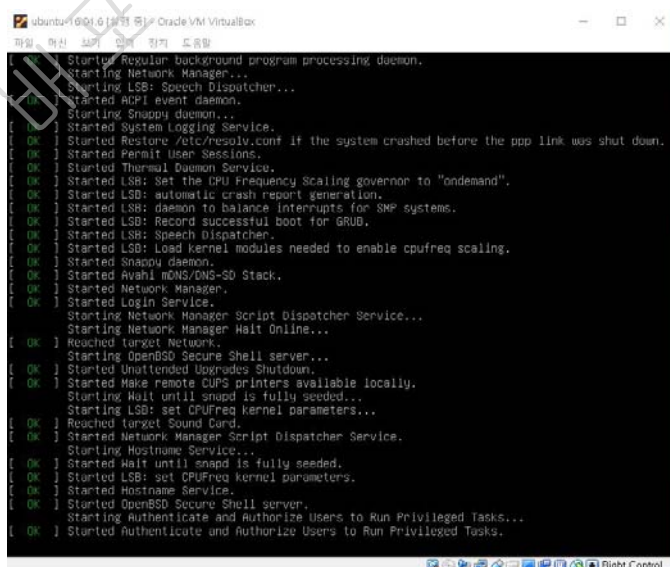 ubuntu-16.04.6 [실행 중] - Oracle VM VirtualBox
파일 머신 보기 입력 장치 도움말
[ OK ] Started Regular background program processing daemon.
Starting Network Manager...
Starting LSB: Speech Dispatcher...
[ OK ] Started ACPI event daemon.
Starting Snappy daemon...
[ OK ] Started System Logging Service.
[ OK ] Started Restore /etc/resolv.conf if the system crashed before the ppp link was shut down.
[ OK ] Started Permit User Sessions.
[ OK ] Started Thermal Daemon Service.
[ OK ] Started LSB: Set the CPU Frequency Scaling governor to "ondemand".
[ OK ] Started LSB: automatic crash report generation.
[ OK ] Started LSB: daemon to balance interrupts for SMP systems.
[ OK ] Started LSB: Record successful boot for GRUB.
[ OK ] Started LSB: Speech Dispatcher.
[ OK ] Started LSB: Load kernel modules needed to enable cpufreq scaling.
[ OK ] Started Snappy daemon.
[ OK ] Started Avahi mDNS/DNS-SD Stack.
[ OK ] Started Network Manager.
[ OK ] Started Login Service.
Starting Network Manager Script Dispatcher Service...
Starting Network Manager Wait Online...
[ OK ] Reached target Network.
Starting OpenBSD Secure Shell server...
[ OK ] Started Unattended Upgrades Shutdown.
[ OK ] Started Make remote CUPS printers available locally.
Starting Wait until snapd is fully seeded...
Starting LSB: set CPUFreq kernel parameters...
[ OK ] Reached target Sound Card.
[ OK ] Started Network Manager Script Dispatcher Service.
Starting Hostname Service...
[ OK ] Started Wait until snapd is fully seeded.
[ OK ] Started LSB: set CPUFreq kernel parameters.
[ OK ] Started Hostname Service.
[ OK ] Started OpenBSD Secure Shell server.
Starting Authenticate and Authorize Users to Run Privileged Tasks...
[ OK ] Started Authenticate and Authorize Users to Run Privileged Tasks.
Right Control